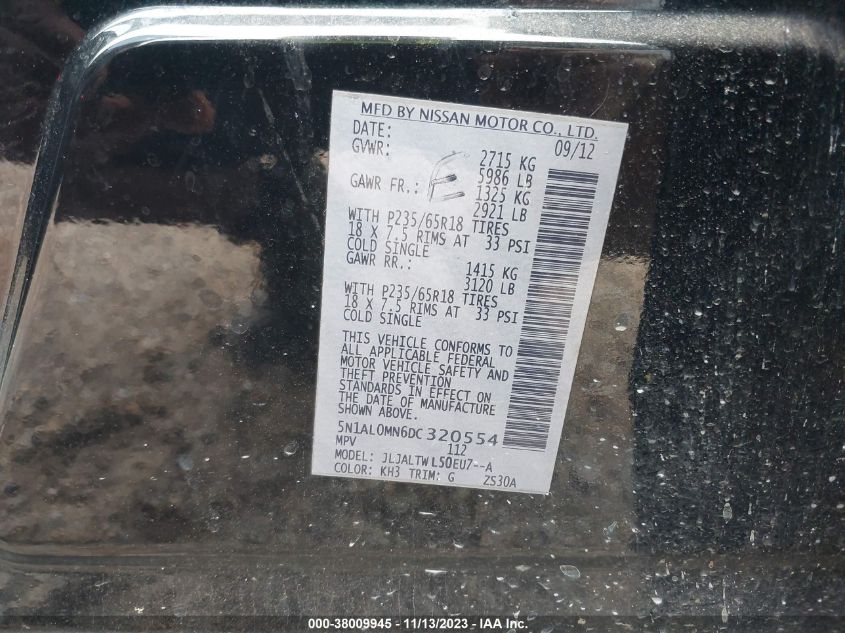 MFD BY NISSAN MOTOR CO., LTD.
DATE: 09/12
GVWR: 2715 KG
5986 LB
GAWR FR.: 1325 KG
2921 LB
WITH P235/65R18 TIRES
18 X 7.5 RIMS AT 33 PSI
COLD SINGLE
GAWR RR.: 1415 KG
3120 LB
WITH P235/65R18 TIRES
18 X 7.5 RIMS AT 33 PSI
COLD SINGLE
THIS VEHICLE CONFORMS TO
ALL APPLICABLE FEDERAL
MOTOR VEHICLE SAFETY AND
THEFT PREVENTION
STANDARDS IN EFFECT ON
THE DATE OF MANUFACTURE
SHOWN ABOVE.
5N1AL0MN6DC 320554
MPV 112
MODEL: JLJALTWL50EU7--A
COLOR: KH3 TRIM: G ZS30A
000-38009945 - 11/13/2023 - IAA Inc.